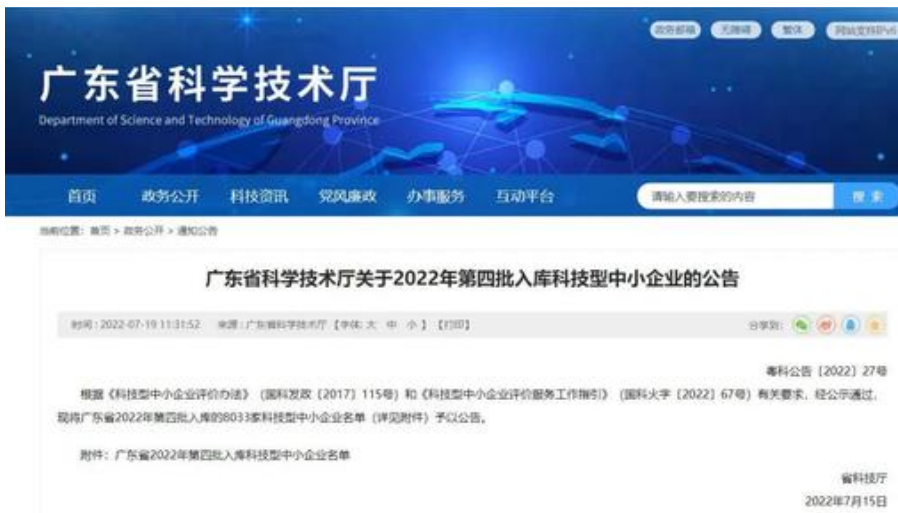 政务邮箱 无障碍 繁体 网站支持IPv6
广东省科学技术厅
Department of Science and Technology of Guangdong Province
首页 政务公开 科技资讯 党风廉政 办事服务 互动平台 请输入要搜索的内容 搜索
当前位置：首页 > 政务公开 > 通知公告
广东省科学技术厅关于2022年第四批入库科技型中小企业的公告
时间：2022-07-19 11:31:52 来源：广东省科学技术厅 【字体: 大 中 小 】 【打印】 分享到：
粤科公告〔2022〕27号
根据《科技型中小企业评价办法》（国科发政〔2017〕115号）和《科技型中小企业评价服务工作指引》（国科火字〔2022〕67号）有关要求，经公示通过，
现将广东省2022年第四批入库的8033家科技型中小企业名单（详见附件）予以公告。
附件：广东省2022年第四批入库科技型中小企业名单
省科技厅
2022年7月15日